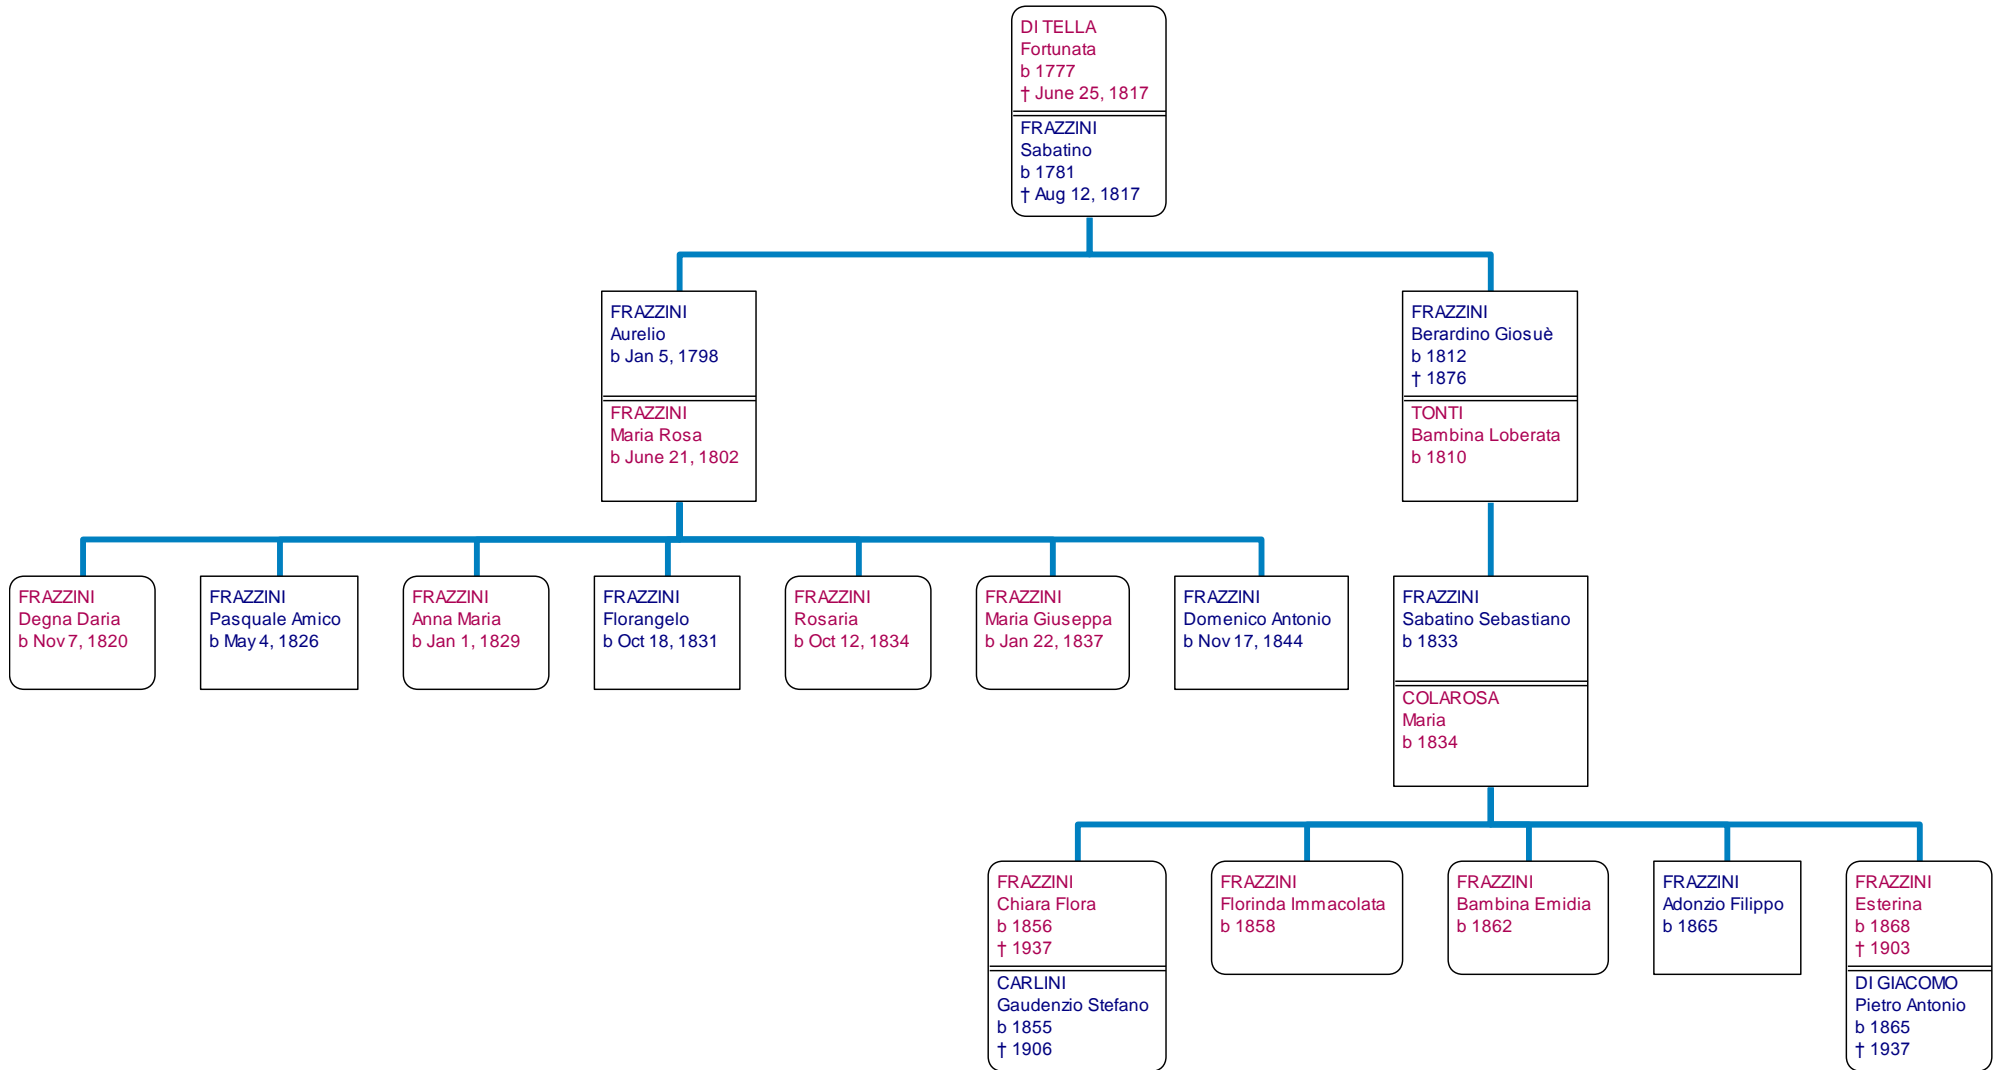 DI TELLA
Fortunata
b 1777
† June 25, 1817
FRAZZINI
Sabatino
b 1781
† Aug 12, 1817
FRAZZINI
Aurelio
b Jan 5, 1798
FRAZZINI
Maria Rosa
b June 21, 1802
FRAZZINI
Berardino Giosuè
b 1812
† 1876
TONTI
Bambina Loberata
b 1810
FRAZZINI
Degna Daria
b Nov 7, 1820
FRAZZINI
Pasquale Amico
b May 4, 1826
FRAZZINI
Anna Maria
b Jan 1, 1829
FRAZZINI
Florangelo
b Oct 18, 1831
FRAZZINI
Rosaria
b Oct 12, 1834
FRAZZINI
Maria Giuseppa
b Jan 22, 1837
FRAZZINI
Domenico Antonio
b Nov 17, 1844
FRAZZINI
Sabatino Sebastiano
b 1833
COLAROSA
Maria
b 1834
FRAZZINI
Chiara Flora
b 1856
† 1937
CARLINI
Gaudenzio Stefano
b 1855
† 1906
FRAZZINI
Florinda Immacolata
b 1858
FRAZZINI
Bambina Emidia
b 1862
FRAZZINI
Adonzio Filippo
b 1865
FRAZZINI
Esterina
b 1868
† 1903
DI GIACOMO
Pietro Antonio
b 1865
† 1937